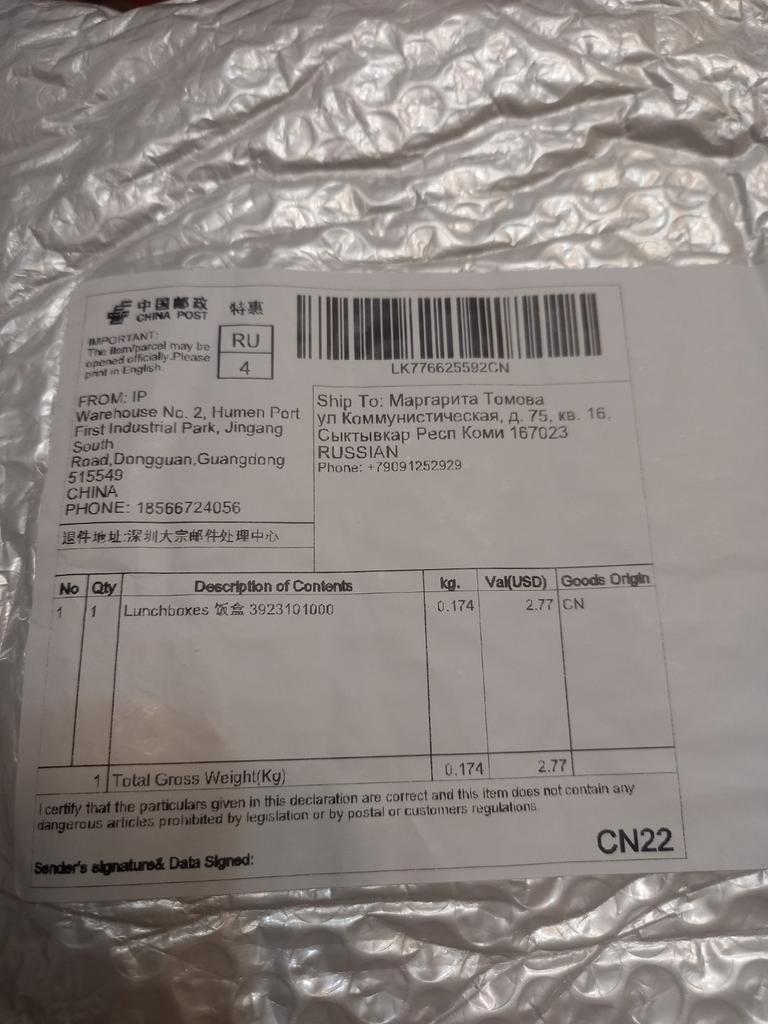 中国邮政
CHINA POST
特惠
IMPORTANT:
The item/parcel may be
opened officially.Please
print in English.
RU
4
LK776625592CN
FROM: IP
Warehouse No. 2, Humen Port
First Industrial Park, Jingang
South
Road,Dongguan,Guangdong
515549
CHINA
PHONE: 18566724056
退件地址:深圳大宗邮件处理中心
Ship To: Маргарита Томова
ул Коммунистическая, д. 75, кв. 16,
Сыктывкар Респ Коми 167023
RUSSIAN
Phone: +79091252929
No Qty Description of Contents kg. Val(USD) Goods Origin
1 1 Lunchboxes 饭盒 3923101000 0.174 2.77 CN
1 Total Gross Weight(Kg) 0.174 2.77
I certify that the particulars given in this declaration are correct and this item does not contain any
dangerous articles prohibited by legislation or by postal or customers regulations.
Sender's signature& Data Signed:
CN22